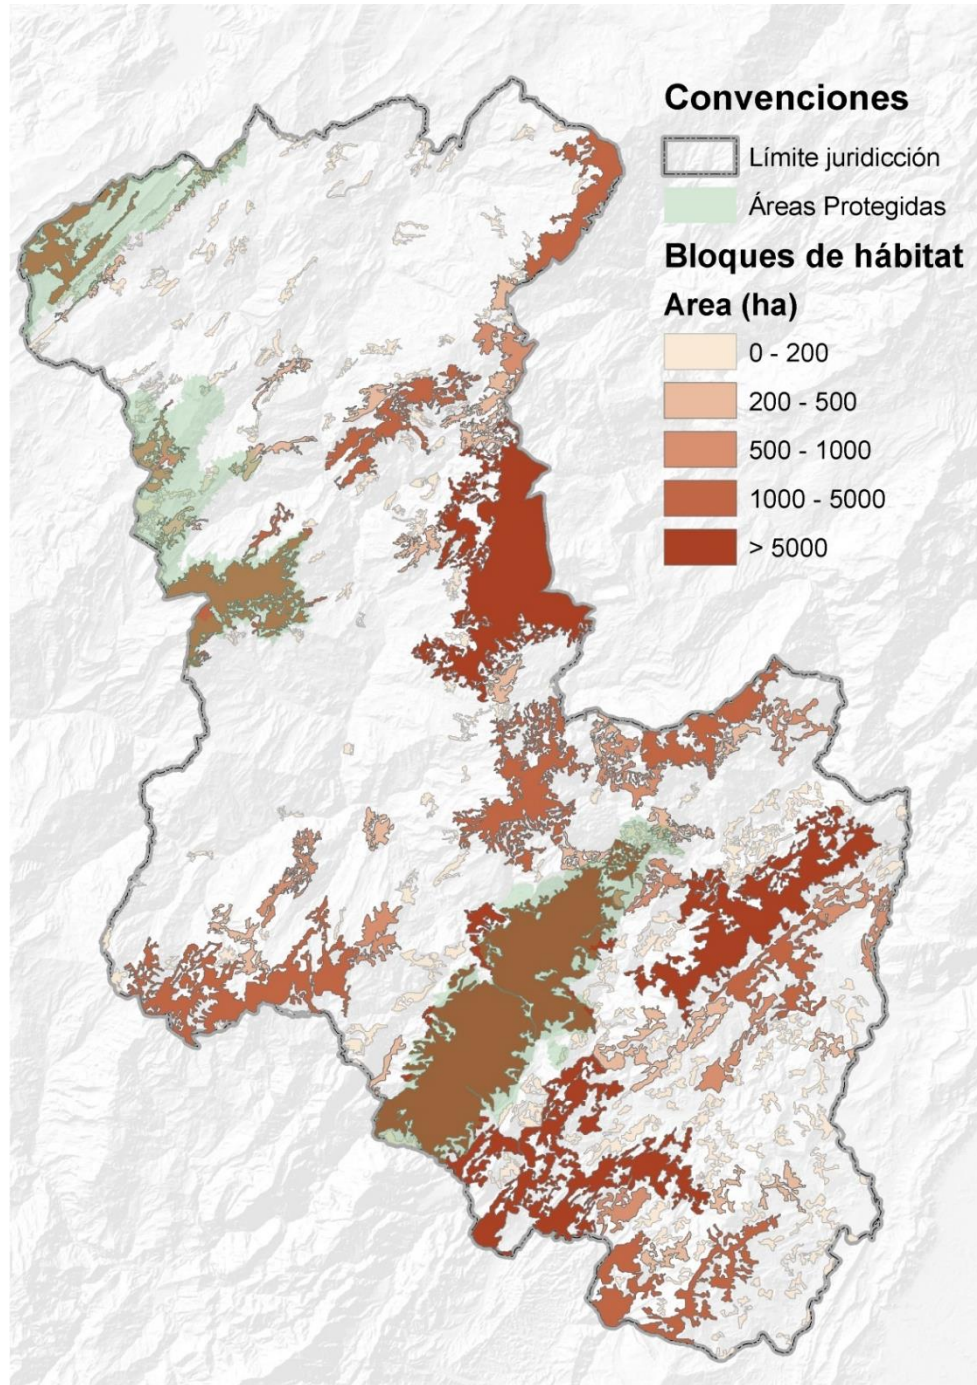 Convenciones
Límite juridicción
Áreas Protegidas
Bloques de hábitat
Area (ha)
0 - 200
200 - 500
500 - 1000
1000 - 5000
> 5000